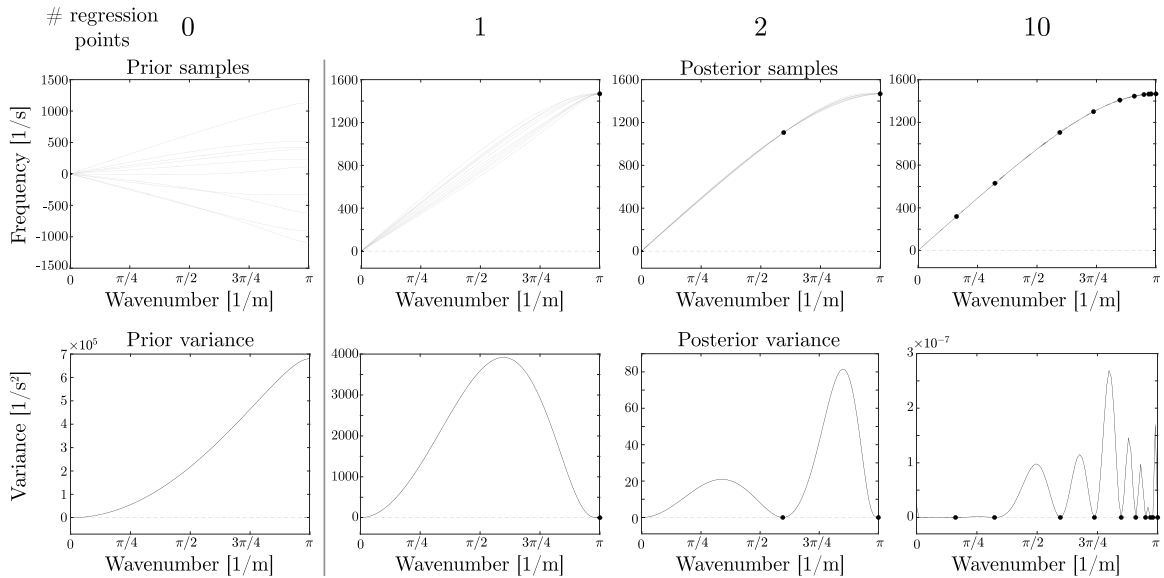 # regression
points
0
1
2
10
Prior samples
Posterior samples
Frequency [1/s]
1500
1000
500
0
-500
-1000
-1500
0
π/4
π/2
3π/4
π
Wavenumber [1/m]
1600
1200
800
400
0
0
π/4
π/2
3π/4
π
Wavenumber [1/m]
1600
1200
800
400
0
0
π/4
π/2
3π/4
π
Wavenumber [1/m]
1600
1200
800
400
0
0
π/4
π/2
3π/4
π
Wavenumber [1/m]
Prior variance
Posterior variance
Variance [1/s²]
×10⁵
7
6
5
4
3
2
1
0
0
π/4
π/2
3π/4
π
Wavenumber [1/m]
4000
3000
2000
1000
0
0
π/4
π/2
3π/4
π
Wavenumber [1/m]
80
60
40
20
0
0
π/4
π/2
3π/4
π
Wavenumber [1/m]
×10⁻⁷
3
2
1
0
0
π/4
π/2
3π/4
π
Wavenumber [1/m]